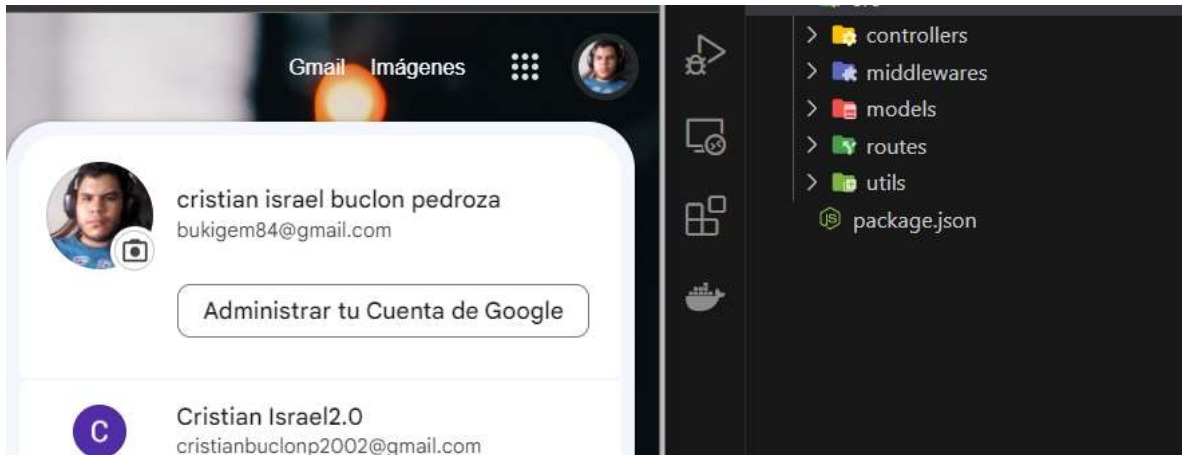 Gmail Imágenes
cristian israel buclon pedroza
bukigem84@gmail.com
Administrar tu Cuenta de Google
C
Cristian Israel2.0
cristianbuclonp2002@gmail.com
controllers
middlewares
models
routes
utils
package.json